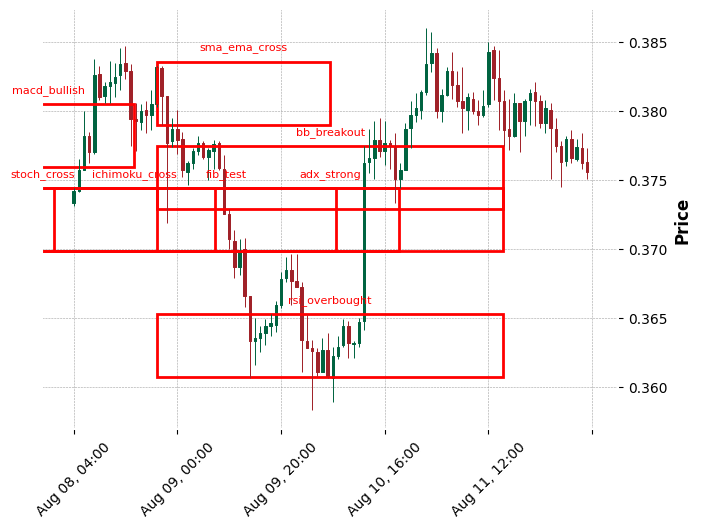 sma_ema_cross
0.385
macd_bullish
0.380
bb_breakout
stoch_cross
ichimoku_cross
fib_test
adx_strong
0.375
Price
0.370
rsi_overbought
0.365
0.360
Aug 08, 04:00
Aug 09, 00:00
Aug 09, 20:00
Aug 10, 16:00
Aug 11, 12:00